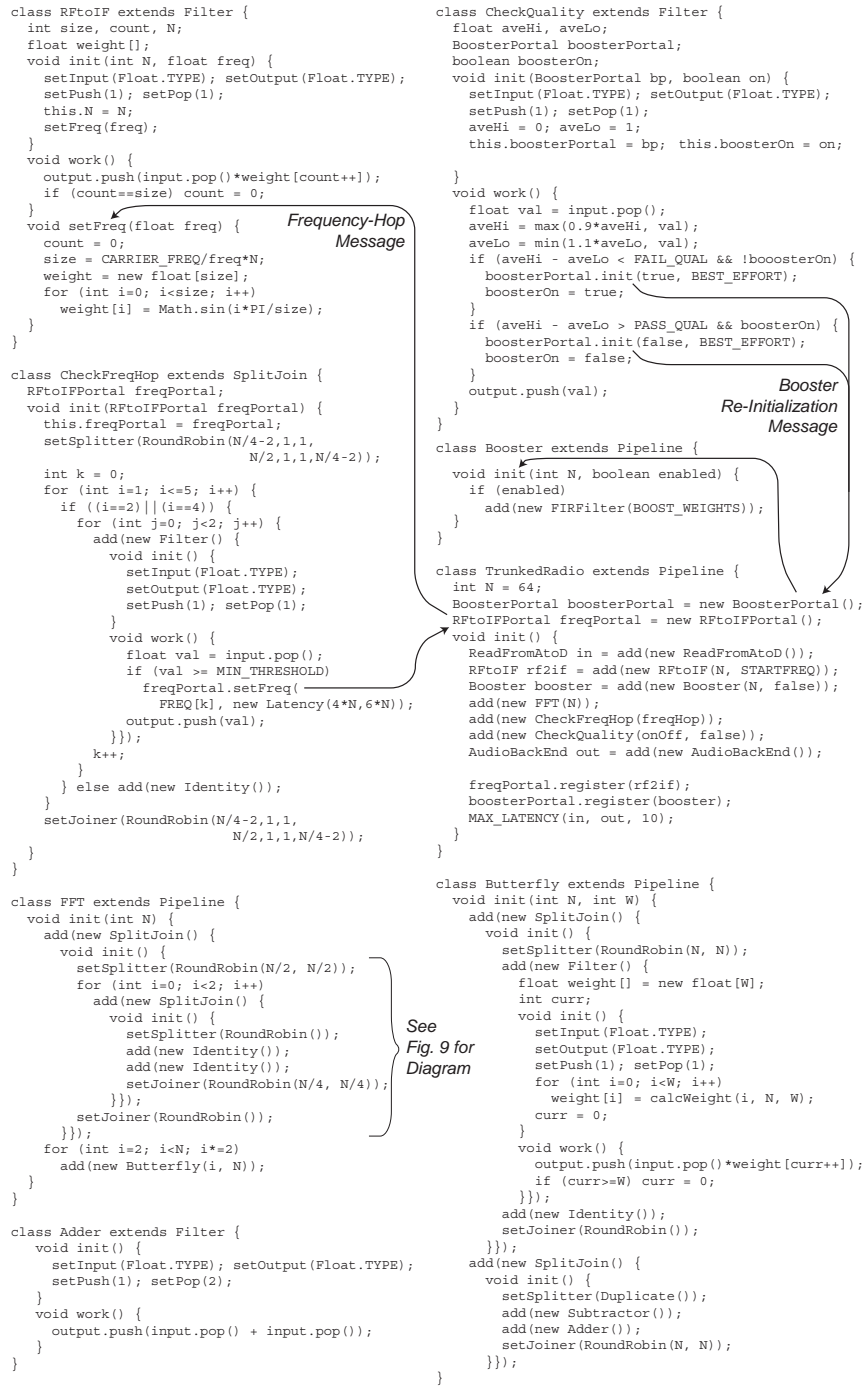 class RFtoIF extends Filter {
  int size, count, N;
  float weight[];
  void init(int N, float freq) {
    setInput(Float.TYPE); setOutput(Float.TYPE);
    setPush(1); setPop(1);
    this.N = N;
    setFreq(freq);
  }
  void work() {
    output.push(input.pop()*weight[count++]);
    if (count==size) count = 0;
  }
  void setFreq(float freq) {
    count = 0;
    size = CARRIER_FREQ/freq*N;
    weight = new float[size];
    for (int i=0; i<size; i++)
      weight[i] = Math.sin(i*PI/size);
  }
}
Frequency-Hop
Message
class CheckFreqHop extends SplitJoin {
  RFtoIFPortal freqPortal;
  void init(RFtoIFPortal freqPortal) {
    this.freqPortal = freqPortal;
    setSplitter(RoundRobin(N/4-2,1,1,
                           N/2,1,1,N/4-2));
    int k = 0;
    for (int i=1; i<=5; i++) {
      if ((i==2)||(i==4)) {
        for (int j=0; j<2; j++) {
          add(new Filter() {
            void init() {
              setInput(Float.TYPE);
              setOutput(Float.TYPE);
              setPush(1); setPop(1);
            }
            void work() {
              float val = input.pop();
              if (val >= MIN_THRESHOLD)
                freqPortal.setFreq(
                  FREQ[k], new Latency(4*N,6*N));
              output.push(val);
            }});
          k++;
        }
      } else add(new Identity());
    }
    setJoiner(RoundRobin(N/4-2,1,1,
                         N/2,1,1,N/4-2));
  }
}
class FFT extends Pipeline {
  void init(int N) {
    add(new SplitJoin() {
      void init() {
        setSplitter(RoundRobin(N/2, N/2));
        for (int i=0; i<2; i++)
          add(new SplitJoin() {
            void init() {
              setSplitter(RoundRobin());
              add(new Identity());
              add(new Identity());
              setJoiner(RoundRobin(N/4, N/4));
            }});
        setJoiner(RoundRobin());
      }});
    for (int i=2; i<N; i*=2)
      add(new Butterfly(i, N));
  }
}
See
Fig. 9 for
Diagram
class Adder extends Filter {
   void init() {
     setInput(Float.TYPE); setOutput(Float.TYPE);
     setPush(1); setPop(2);
   }
   void work() {
     output.push(input.pop() + input.pop());
   }
}
class CheckQuality extends Filter {
  float aveHi, aveLo;
  BoosterPortal boosterPortal;
  boolean boosterOn;
  void init(BoosterPortal bp, boolean on) {
    setInput(Float.TYPE); setOutput(Float.TYPE);
    setPush(1); setPop(1);
    aveHi = 0; aveLo = 1;
    this.boosterPortal = bp; this.boosterOn = on;
  }
  void work() {
    float val = input.pop();
    aveHi = max(0.9*aveHi, val);
    aveLo = min(1.1*aveLo, val);
    if (aveHi - aveLo < FAIL_QUAL && !booosterOn) {
      boosterPortal.init(true, BEST_EFFORT);
      boosterOn = true;
    }
    if (aveHi - aveLo > PASS_QUAL && boosterOn) {
      boosterPortal.init(false, BEST_EFFORT);
      boosterOn = false;
    }
    output.push(val);
  }
}
Booster
Re-Initialization
Message
class Booster extends Pipeline {
  void init(int N, boolean enabled) {
    if (enabled)
      add(new FIRFilter(BOOST_WEIGHTS));
  }
}
class TrunkedRadio extends Pipeline {
  int N = 64;
  BoosterPortal boosterPortal = new BoosterPortal();
  RFtoIFPortal freqPortal = new RFtoIFPortal();
  void init() {
    ReadFromAtoD in = add(new ReadFromAtoD());
    RFtoIF rf2if = add(new RFtoIF(N, STARTFREQ));
    Booster booster = add(new Booster(N, false));
    add(new FFT(N));
    add(new CheckFreqHop(freqHop));
    add(new CheckQuality(onOff, false));
    AudioBackEnd out = add(new AudioBackEnd());
    freqPortal.register(rf2if);
    boosterPortal.register(booster);
    MAX_LATENCY(in, out, 10);
  }
}
class Butterfly extends Pipeline {
  void init(int N, int W) {
    add(new SplitJoin() {
      void init() {
        setSplitter(RoundRobin(N, N));
        add(new Filter() {
          float weight[] = new float[W];
          int curr;
          void init() {
            setInput(Float.TYPE);
            setOutput(Float.TYPE);
            setPush(1); setPop(1);
            for (int i=0; i<W; i++)
              weight[i] = calcWeight(i, N, W);
            curr = 0;
          }
          void work() {
            output.push(input.pop()*weight[curr++]);
            if (curr>=W) curr = 0;
          }});
        add(new Identity());
        setJoiner(RoundRobin());
      }});
    add(new SplitJoin() {
      void init() {
        setSplitter(Duplicate());
        add(new Subtractor());
        add(new Adder());
        setJoiner(RoundRobin(N, N));
      }});
}